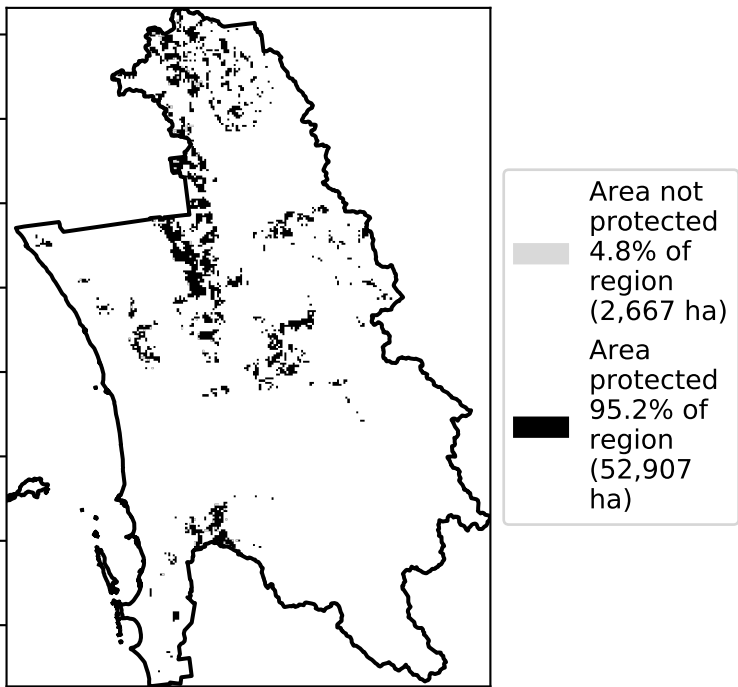 Area not
protected
4.8% of
region
(2,667 ha)
Area
protected
95.2% of
region
(52,907
ha)